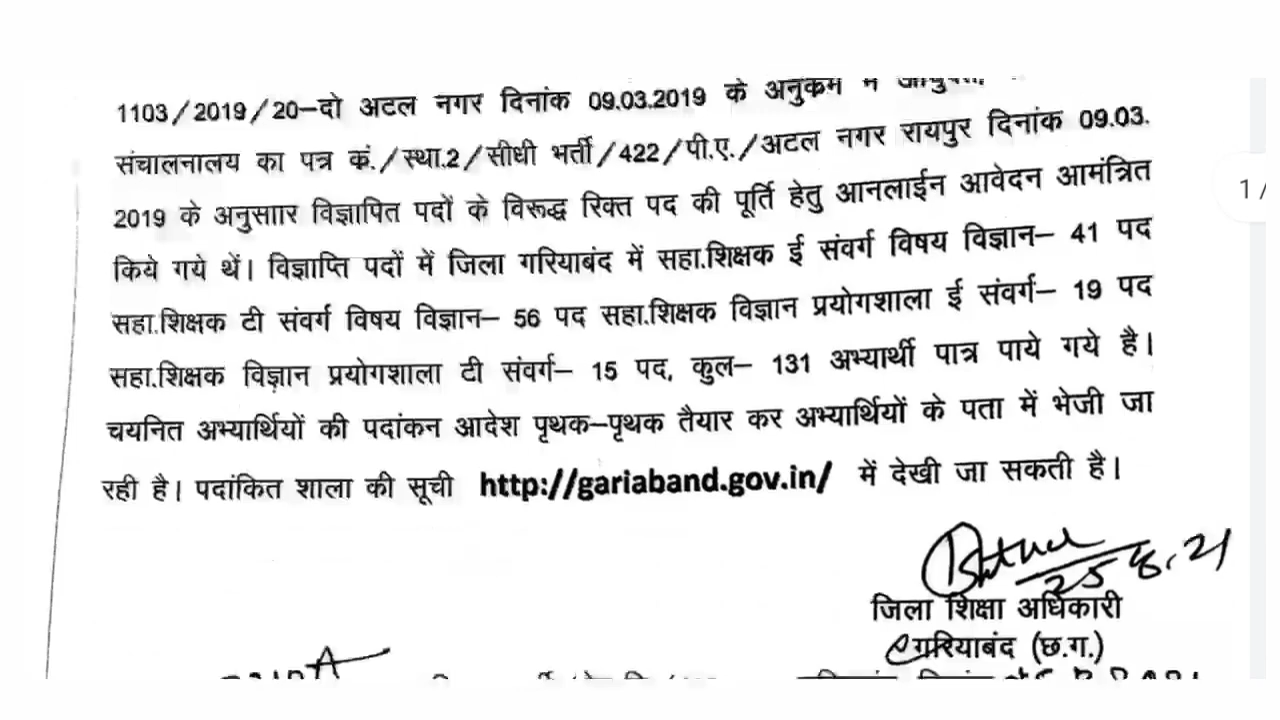 1103/2019/20-दो अटल नगर दिनांक 09.03.2019 के अनुक्रम में
संचालनालय का पत्र कं./स्था.2/सीधी भर्ती/422/पी.ए./अटल नगर रायपुर दिनांक 09.03.
2019 के अनुसाार विज्ञापित पदों के विरूद्ध रिक्त पद की पूर्ति हेतु आनलाईन आवेदन आमंत्रित
किये गये थें। विज्ञाप्ति पदों में जिला गरियाबंद में सहा.शिक्षक ई संवर्ग विषय विज्ञान- 41 पद
सहा.शिक्षक टी संवर्ग विषय विज्ञान- 56 पद सहा.शिक्षक विज्ञान प्रयोगशाला ई संवर्ग- 19 पद
सहा.शिक्षक विज्ञान प्रयोगशाला टी संवर्ग- 15 पद, कुल- 131 अभ्यार्थी पात्र पाये गये है।
चयनित अभ्यार्थियों की पदांकन आदेश पृथक-पृथक तैयार कर अभ्यार्थियों के पता में भेजी जा
रही है। पदांकित शाला की सूची http://gariaband.gov.in/ में देखी जा सकती है।
25.8.21
जिला शिक्षा अधिकारी
गरियाबंद (छ.ग.)
1/